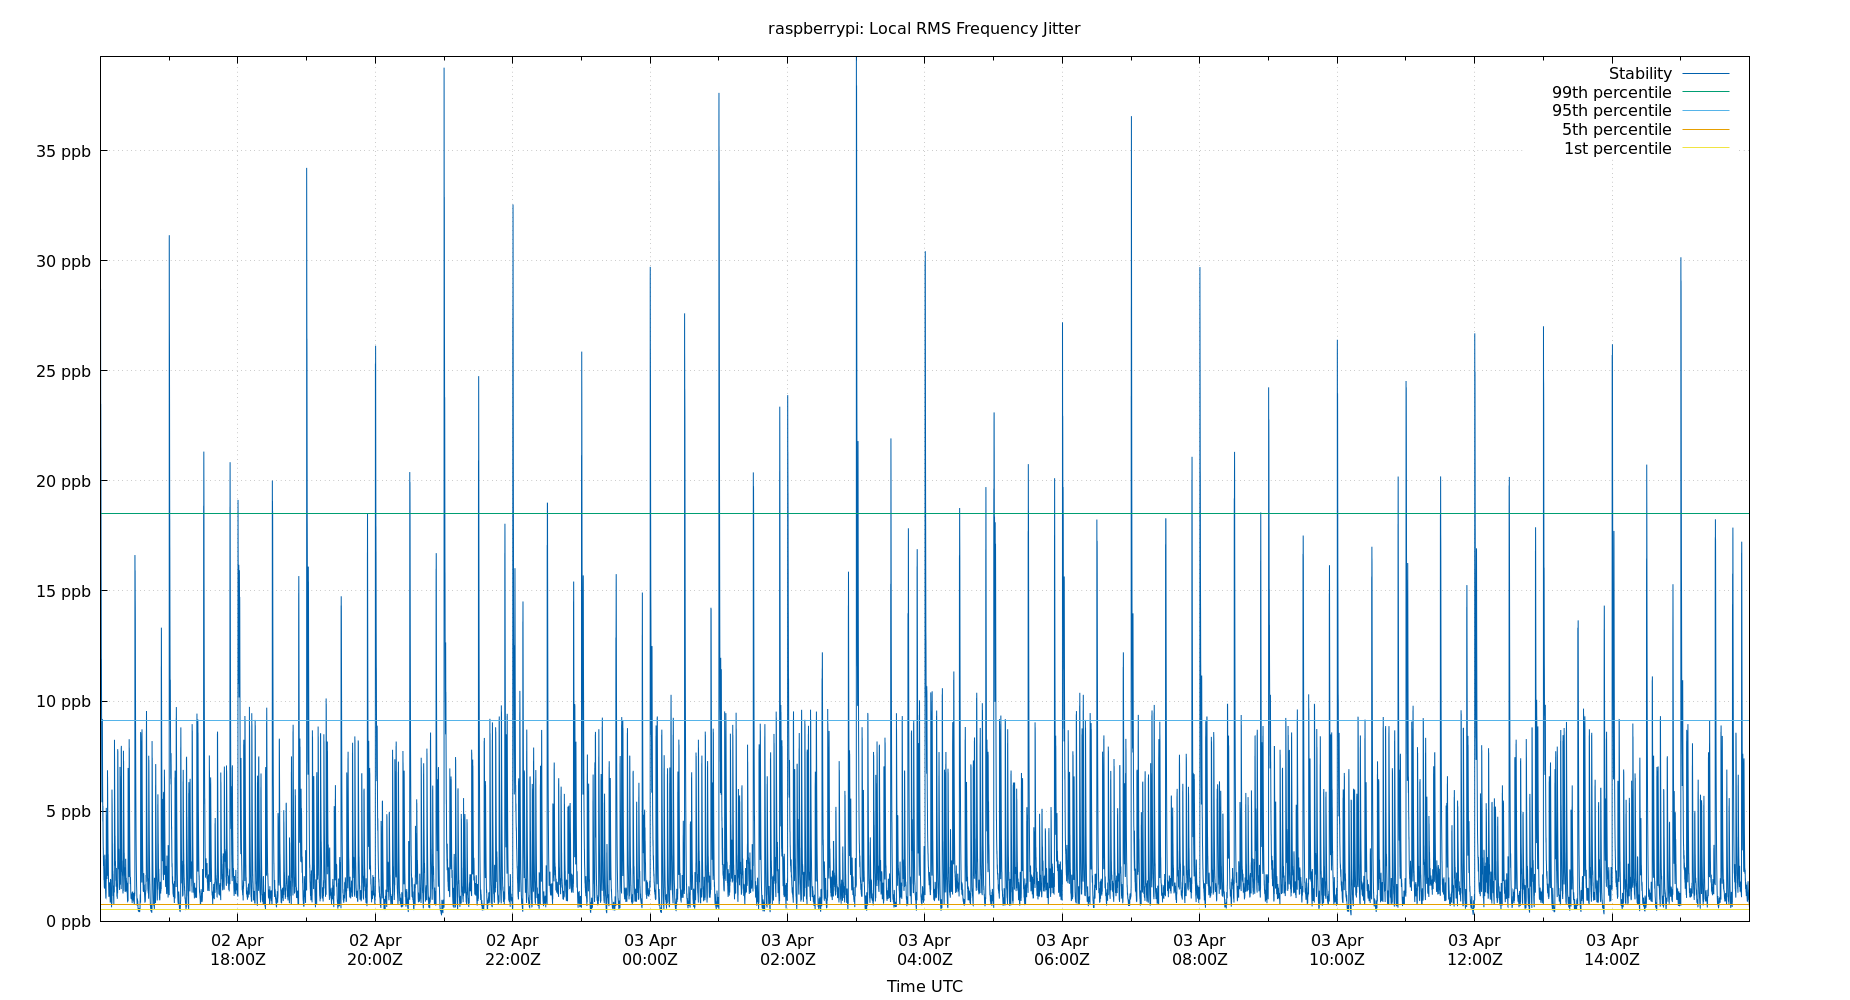 raspberrypi: Local RMS Frequency Jitter
Stability
99th percentile
95th percentile
5th percentile
1st percentile
35 ppb
30 ppb
25 ppb
20 ppb
15 ppb
10 ppb
5 ppb
0 ppb
02 Apr 02 Apr 02 Apr 03 Apr 03 Apr 03 Apr 03 Apr 03 Apr 03 Apr 03 Apr 03 Apr
18:00Z 20:00Z 22:00Z 00:00Z 02:00Z 04:00Z 06:00Z 08:00Z 10:00Z 12:00Z 14:00Z
Time UTC